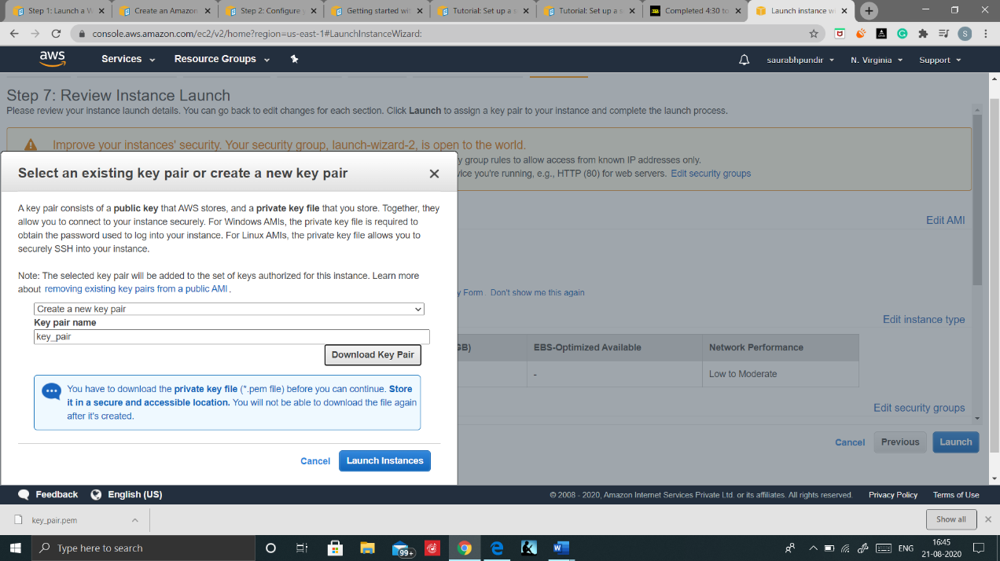 Step 1: Launch a W
Create an Amazon
Step 2: Configure y
Getting started wit
Tutorial: Set up a s
Tutorial: Set up a s
Completed 4:30 to
Launch instance w
console.aws.amazon.com/ec2/v2/home?region=us-east-1#LaunchInstanceWizard:
S
aws
Services
Resource Groups
saurabhpundir
N. Virginia
Support
Step 7: Review Instance Launch
Please review your instance launch details. You can go back to edit changes for each section. Click Launch to assign a key pair to your instance and complete the launch process.
Improve your instances' security. Your security group, launch-wizard-2, is open to the world.
y group rules to allow access from known IP addresses only.
vice you're running, e.g., HTTP (80) for web servers. Edit security groups
Select an existing key pair or create a new key pair
A key pair consists of a public key that AWS stores, and a private key file that you store. Together, they
allow you to connect to your instance securely. For Windows AMIs, the private key file is required to
obtain the password used to log into your instance. For Linux AMIs, the private key file allows you to
securely SSH into your instance.
Note: The selected key pair will be added to the set of keys authorized for this instance. Learn more
about removing existing key pairs from a public AMI.
Create a new key pair
Key pair name
key_pair
Download Key Pair
You have to download the private key file (*.pem file) before you can continue. Store
it in a secure and accessible location. You will not be able to download the file again
after it's created.
Cancel
Launch Instances
Edit AMI
y Form. Don't show me this again
Edit instance type
GB)
EBS-Optimized Available
Network Performance
-
Low to Moderate
Edit security groups
Cancel
Previous
Launch
Feedback
English (US)
© 2008 - 2020, Amazon Internet Services Private Ltd. or its affiliates. All rights reserved.
Privacy Policy
Terms of Use
key_pair.pem
Show all
Type here to search
99+
ENG
16:45
21-08-2020